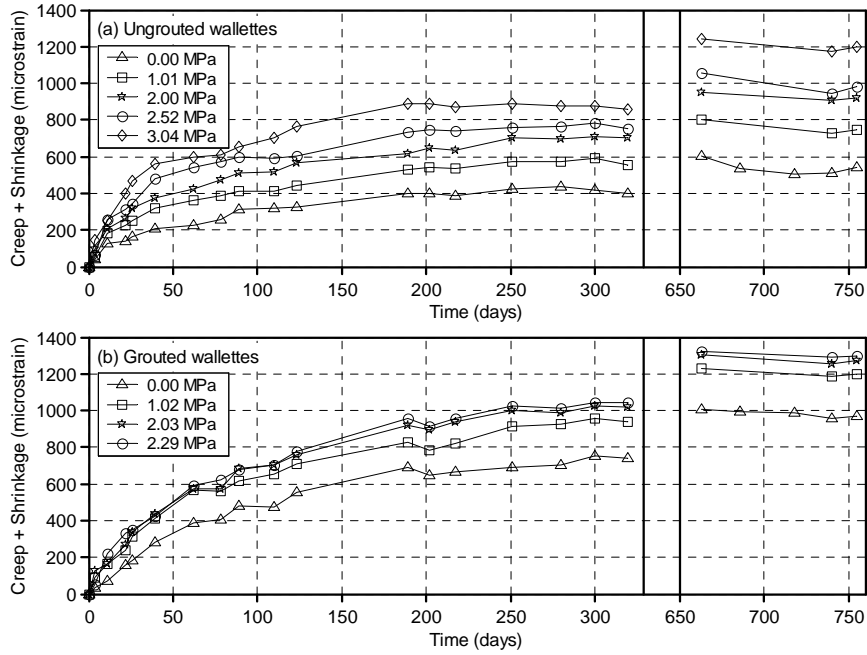 (a) Ungrouted wallettes
0.00 MPa
1.01 MPa
2.00 MPa
2.52 MPa
3.04 MPa
1400
1200
1000
800
600
400
200
0
Creep + Shrinkage (microstrain)
0 50 100 150 200 250 300 650 700 750
Time (days)
(b) Grouted wallettes
0.00 MPa
1.02 MPa
2.03 MPa
2.29 MPa
1400
1200
1000
800
600
400
200
0
Creep + Shrinkage (microstrain)
0 50 100 150 200 250 300 650 700 750
Time (days)